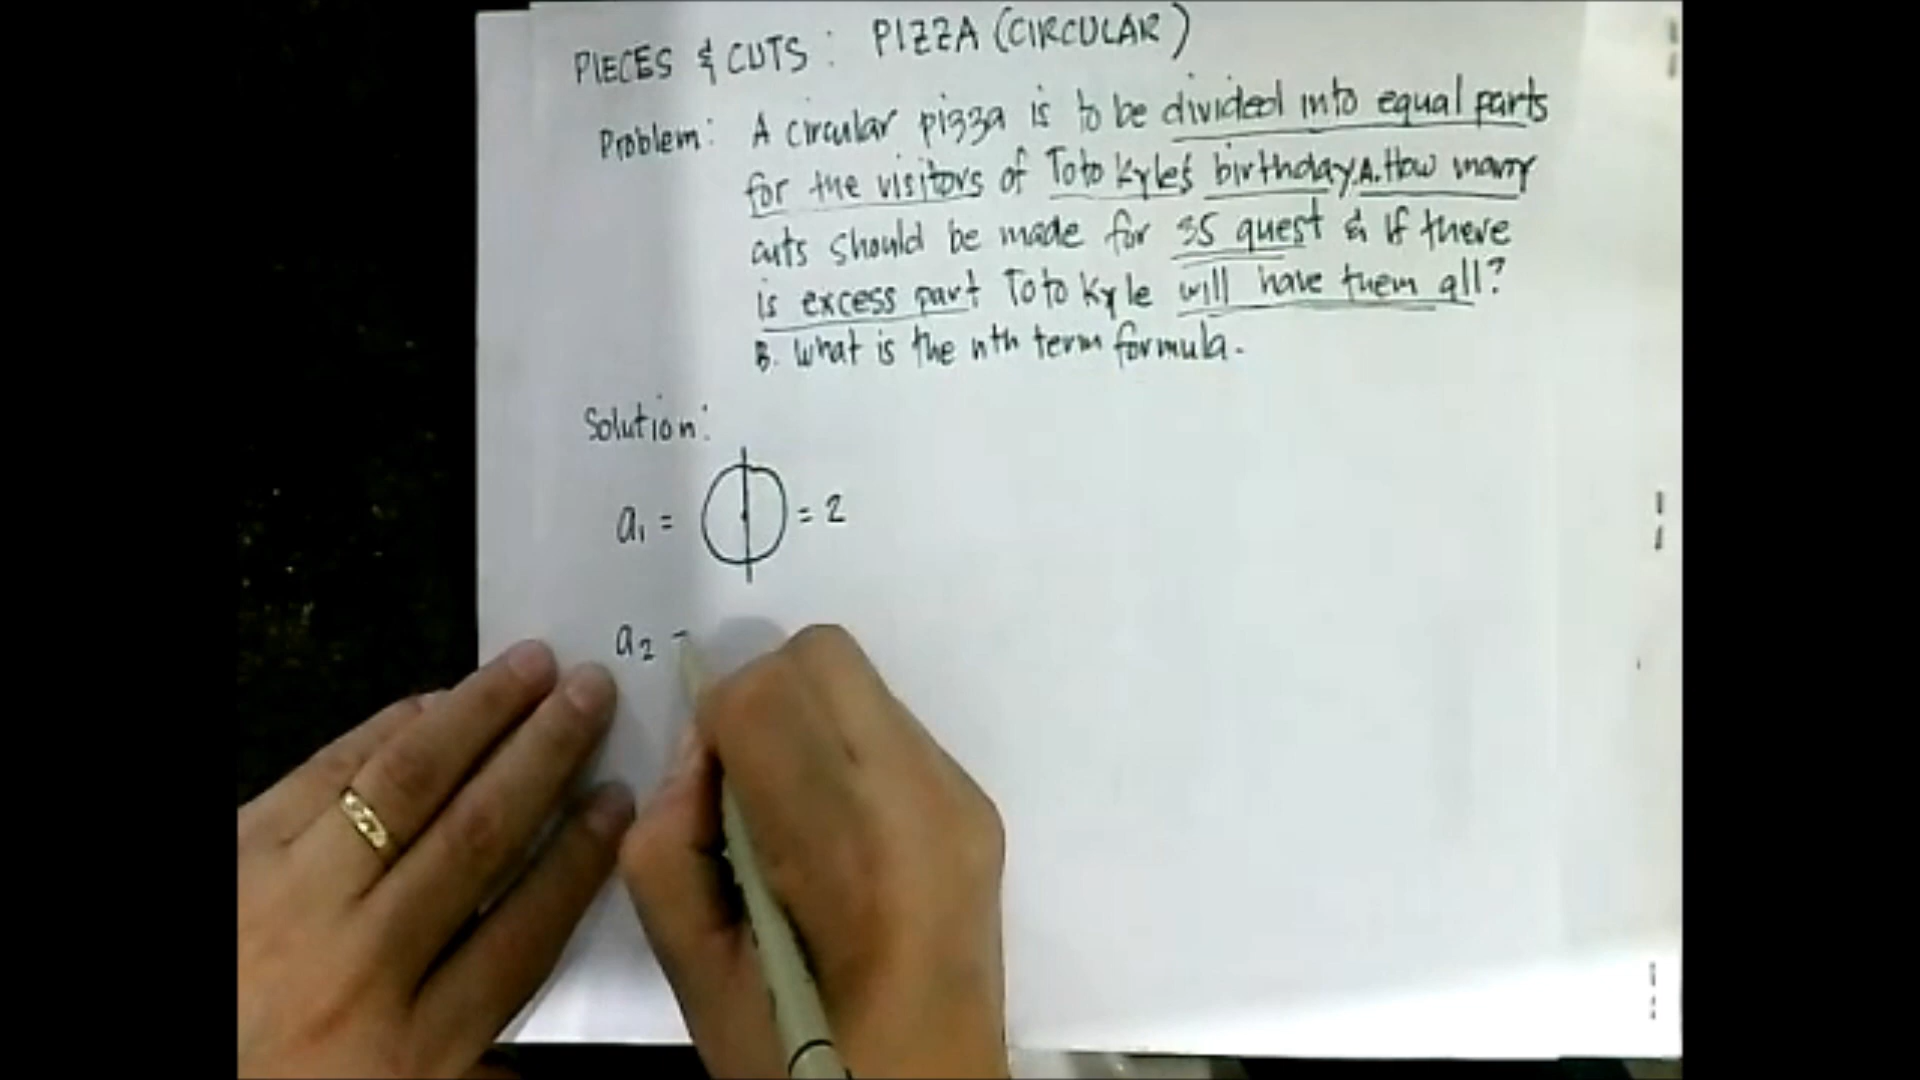 PIECES & CUTS: PIZZA (CIRCULAR)
Problem: A circular pizza is to be divided into equal parts
for the visitors of Toto Kyle's birthday. A. How many
cuts should be made for 35 quest & if there
is excess part Toto Kyle will have them all?
B. What is the nth term formula.
Solution:
a1 = = 2
a2 =